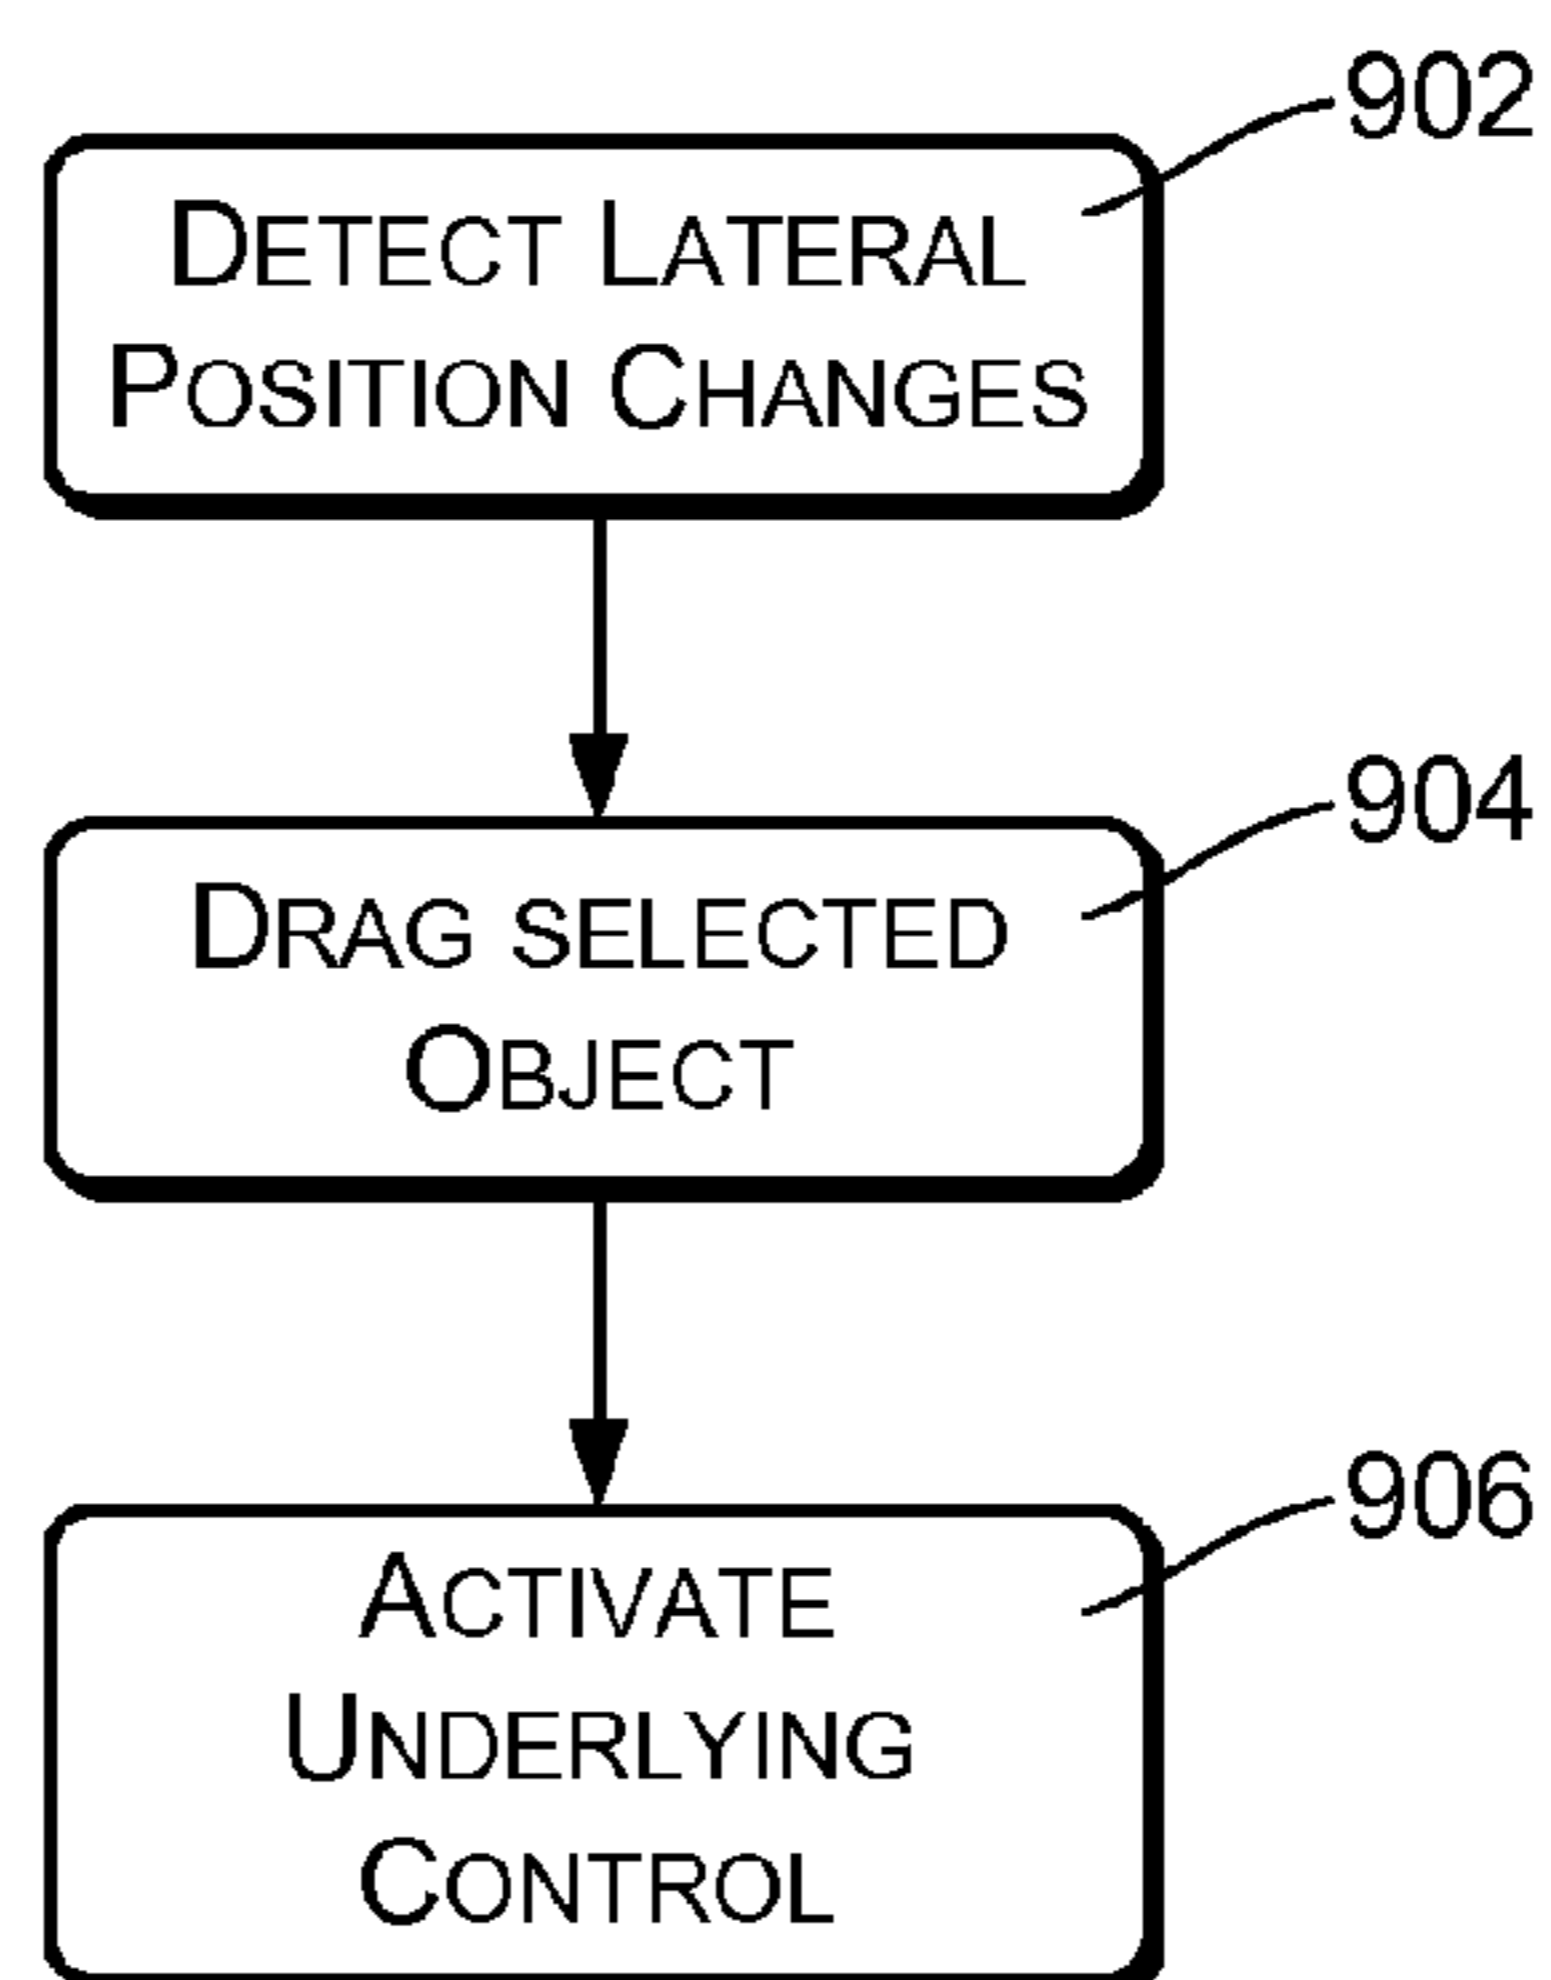 902
DETECT LATERAL
POSITION CHANGES
904
DRAG SELECTED
OBJECT
906
ACTIVATE
UNDERLYING
CONTROL